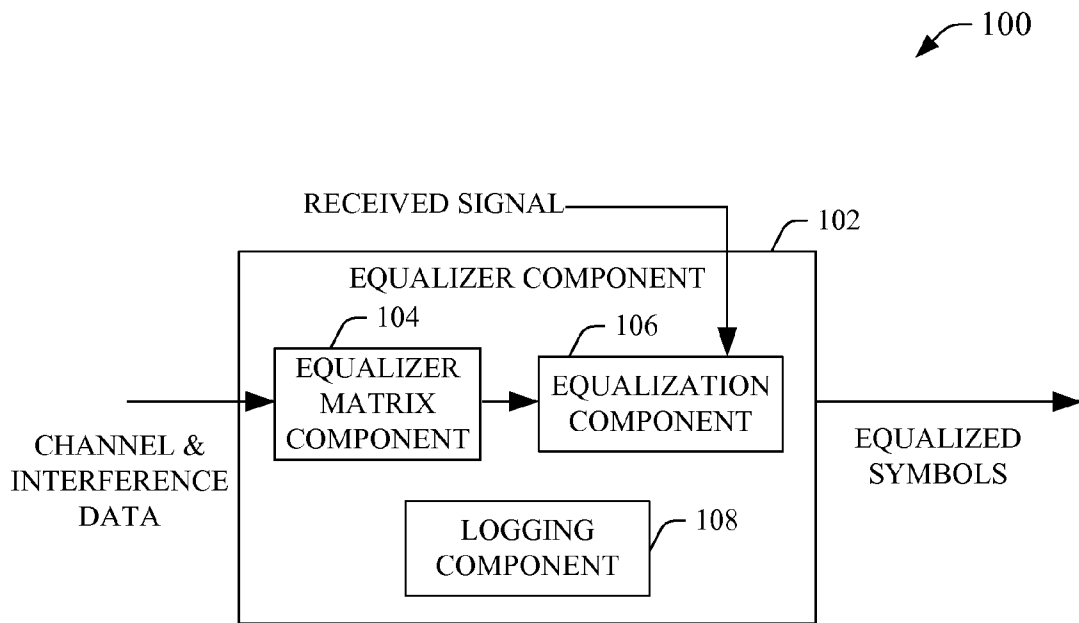 100
RECEIVED SIGNAL
102
EQUALIZER COMPONENT
104
106
EQUALIZER
MATRIX
COMPONENT
EQUALIZATION
COMPONENT
CHANNEL &
INTERFERENCE
DATA
EQUALIZED
SYMBOLS
108
LOGGING
COMPONENT